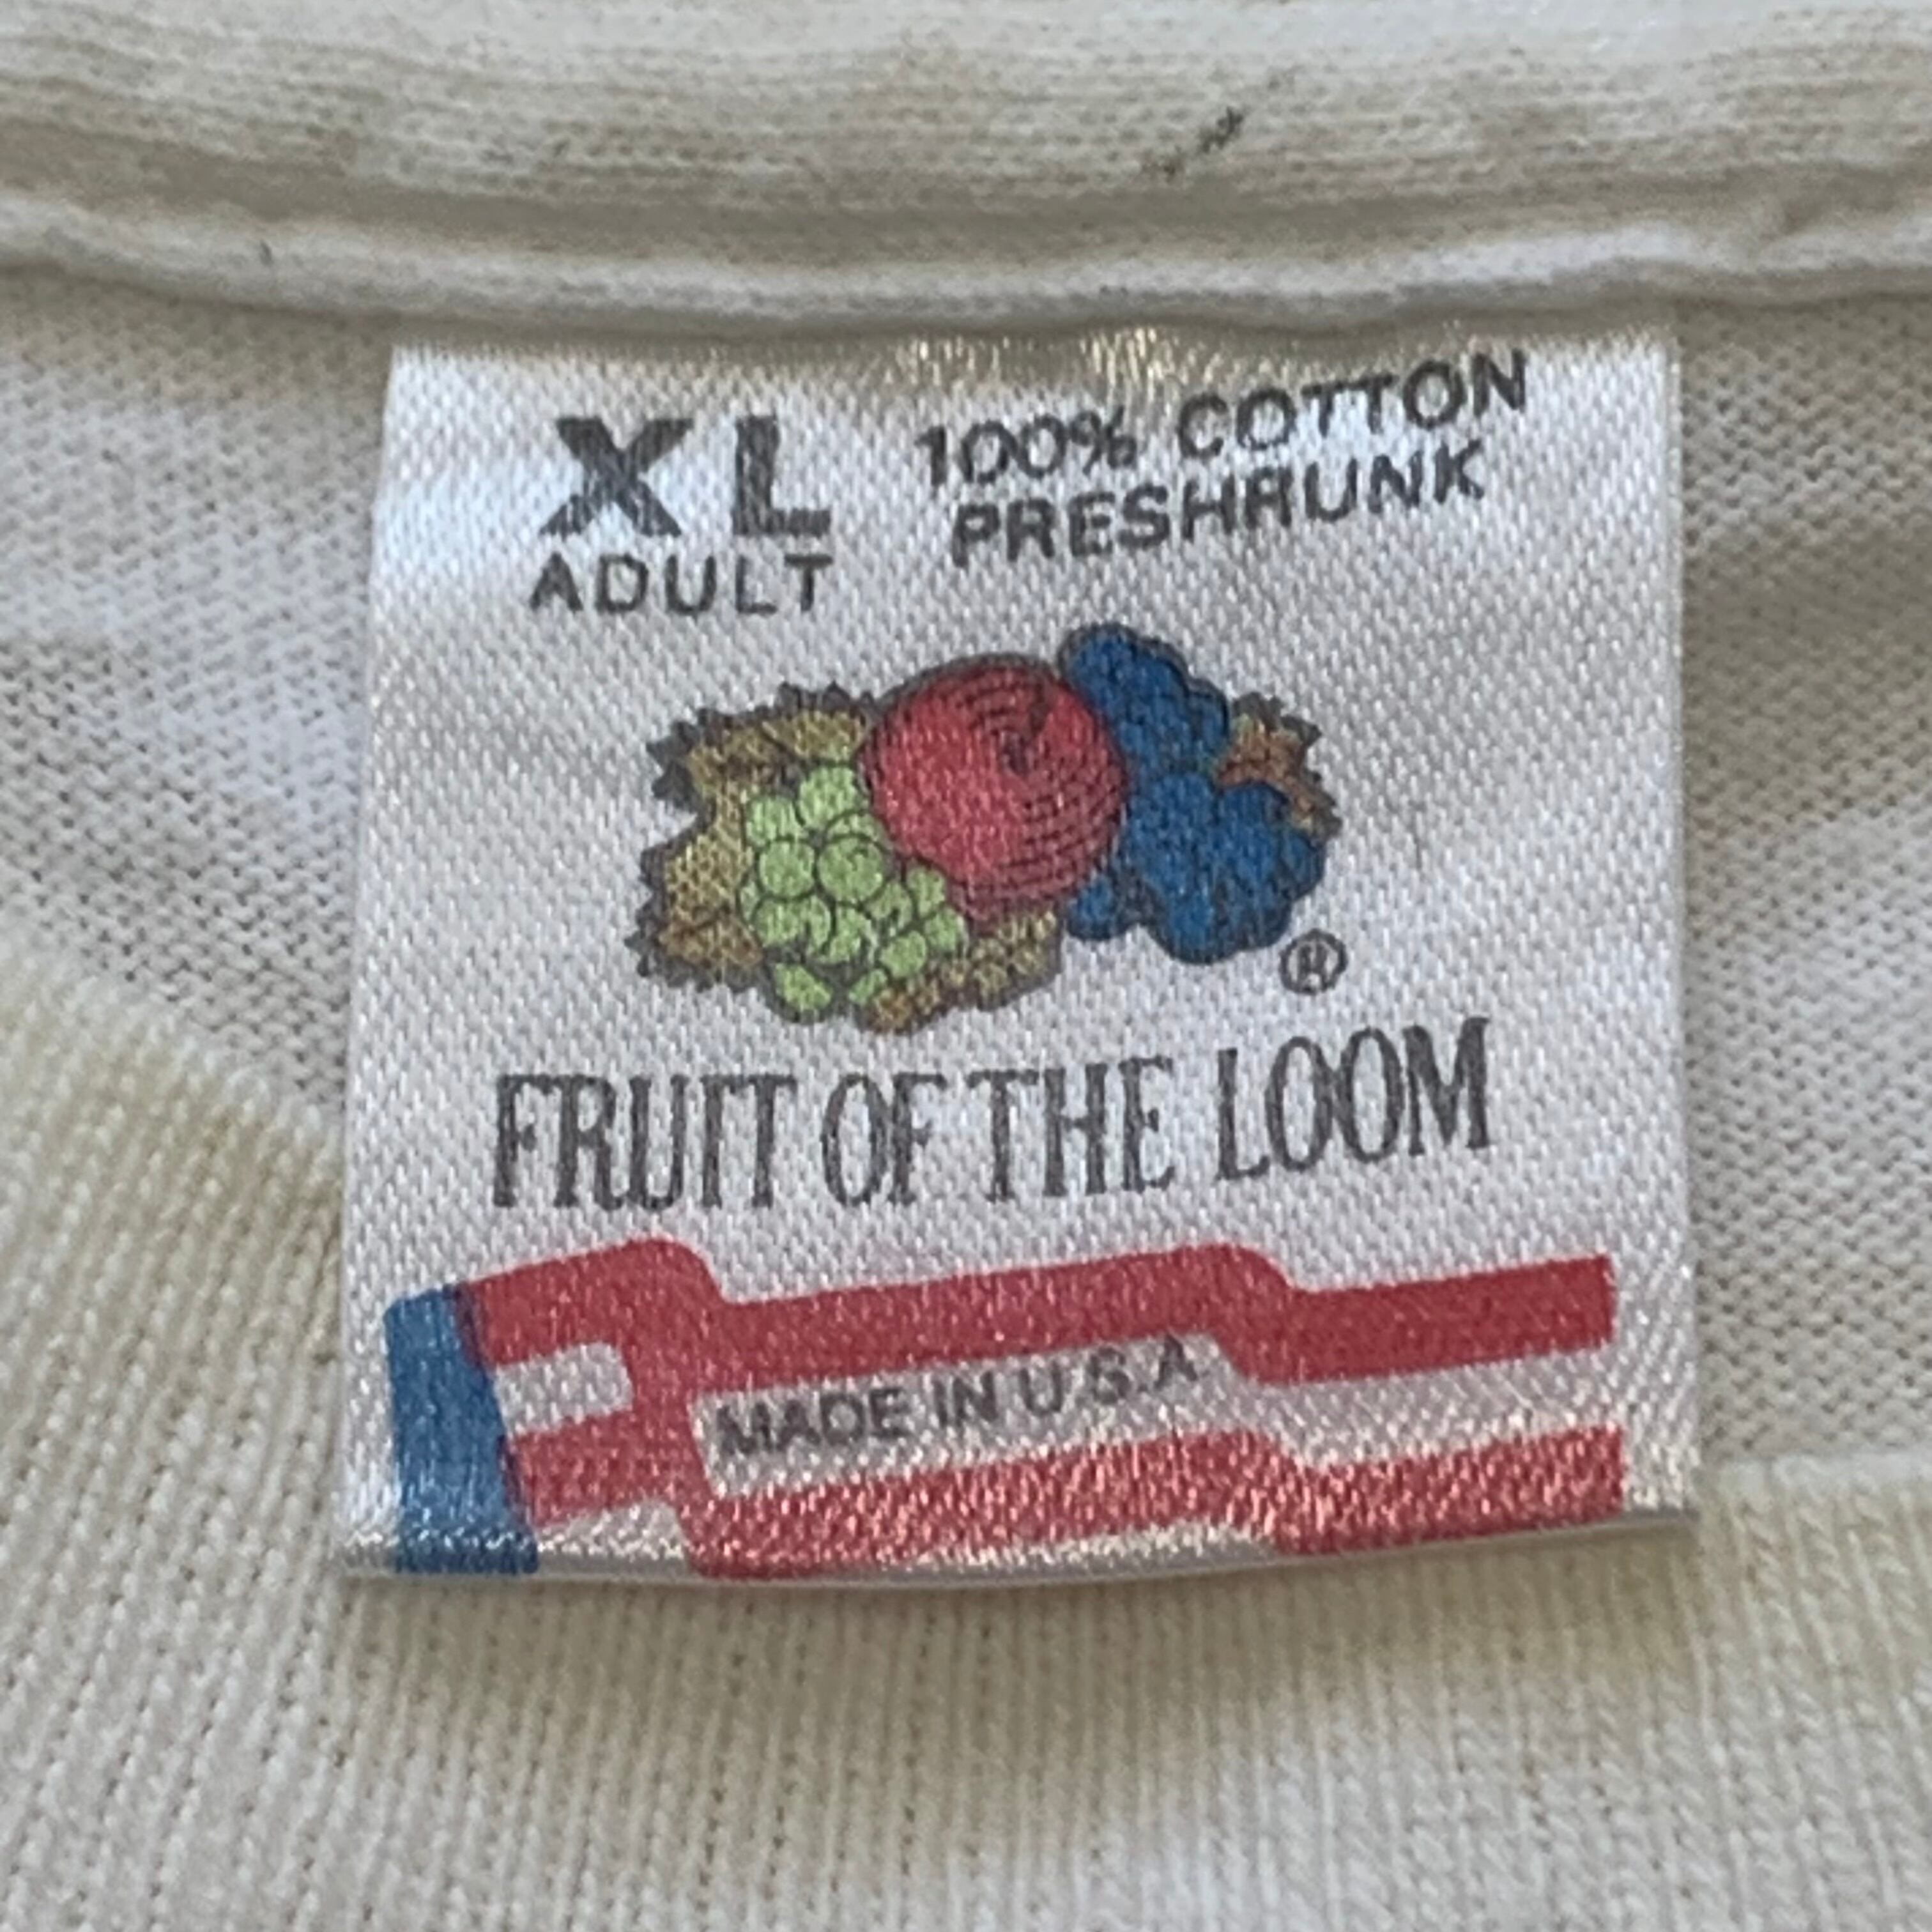 XL
ADULT
100% COTTON
PRESHRUNK
®
FRUIT OF THE LOOM
MADE IN U.S.A